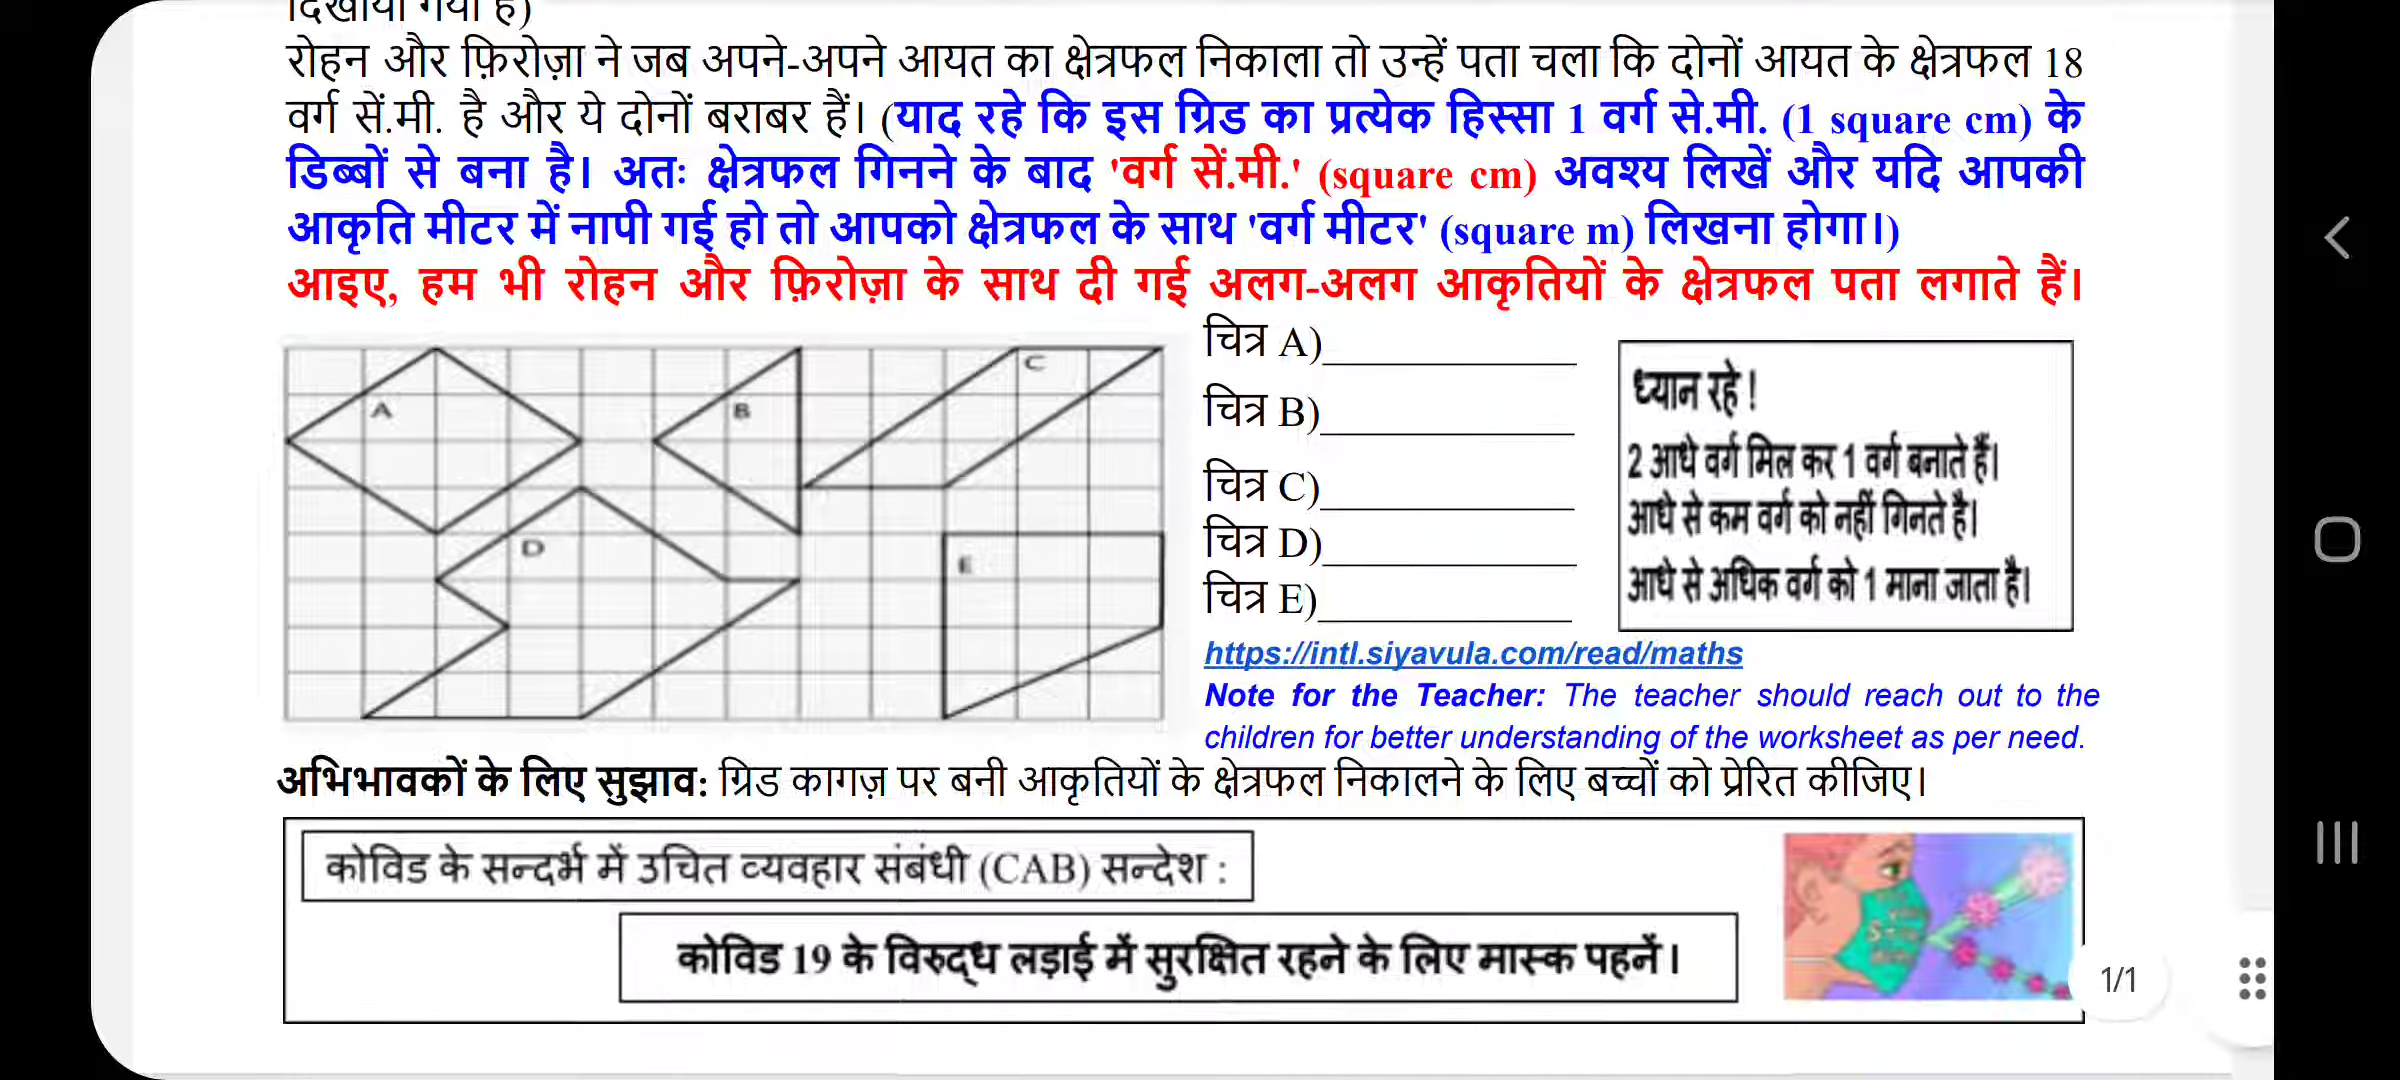 दिखाया गया है)
रोहन और फ़िरोज़ा ने जब अपने-अपने आयत का क्षेत्रफल निकाला तो उन्हें पता चला कि दोनों आयत के क्षेत्रफल 18
वर्ग सें.मी. है और ये दोनों बराबर हैं। (याद रहे कि इस ग्रिड का प्रत्येक हिस्सा 1 वर्ग से.मी. (1 square cm) के
डिब्बों से बना है। अतः क्षेत्रफल गिनने के बाद 'वर्ग सें.मी.' (square cm) अवश्य लिखें और यदि आपकी
आकृति मीटर में नापी गई हो तो आपको क्षेत्रफल के साथ 'वर्ग मीटर' (square m) लिखना होगा।)
आइए, हम भी रोहन और फ़िरोज़ा के साथ दी गई अलग-अलग आकृतियों के क्षेत्रफल पता लगाते हैं।
A
B
C
D
E
चित्र A)____________
चित्र B)____________
चित्र C)____________
चित्र D)____________
चित्र E)____________
ध्यान रहे !
2 आधे वर्ग मिल कर 1 वर्ग बनाते हैं।
आधे से कम वर्ग को नहीं गिनते है।
आधे से अधिक वर्ग को 1 माना जाता है।
https://intl.siyavula.com/read/maths
Note for the Teacher: The teacher should reach out to the
children for better understanding of the worksheet as per need.
अभिभावकों के लिए सुझाव: ग्रिड कागज़ पर बनी आकृतियों के क्षेत्रफल निकालने के लिए बच्चों को प्रेरित कीजिए।
कोविड के सन्दर्भ में उचित व्यवहार संबंधी (CAB) सन्देश :
कोविड 19 के विरुद्ध लड़ाई में सुरक्षित रहने के लिए मास्क पहनें।
1/1